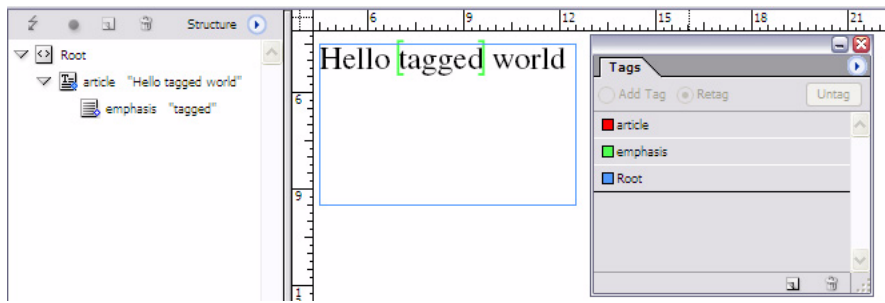 Structure
Root
article "Hello tagged world"
emphasis "tagged"
6 9 12 15 18 21
6
9
1
Hello [tagged] world
Tags
Add Tag Retag Untag
article
emphasis
Root